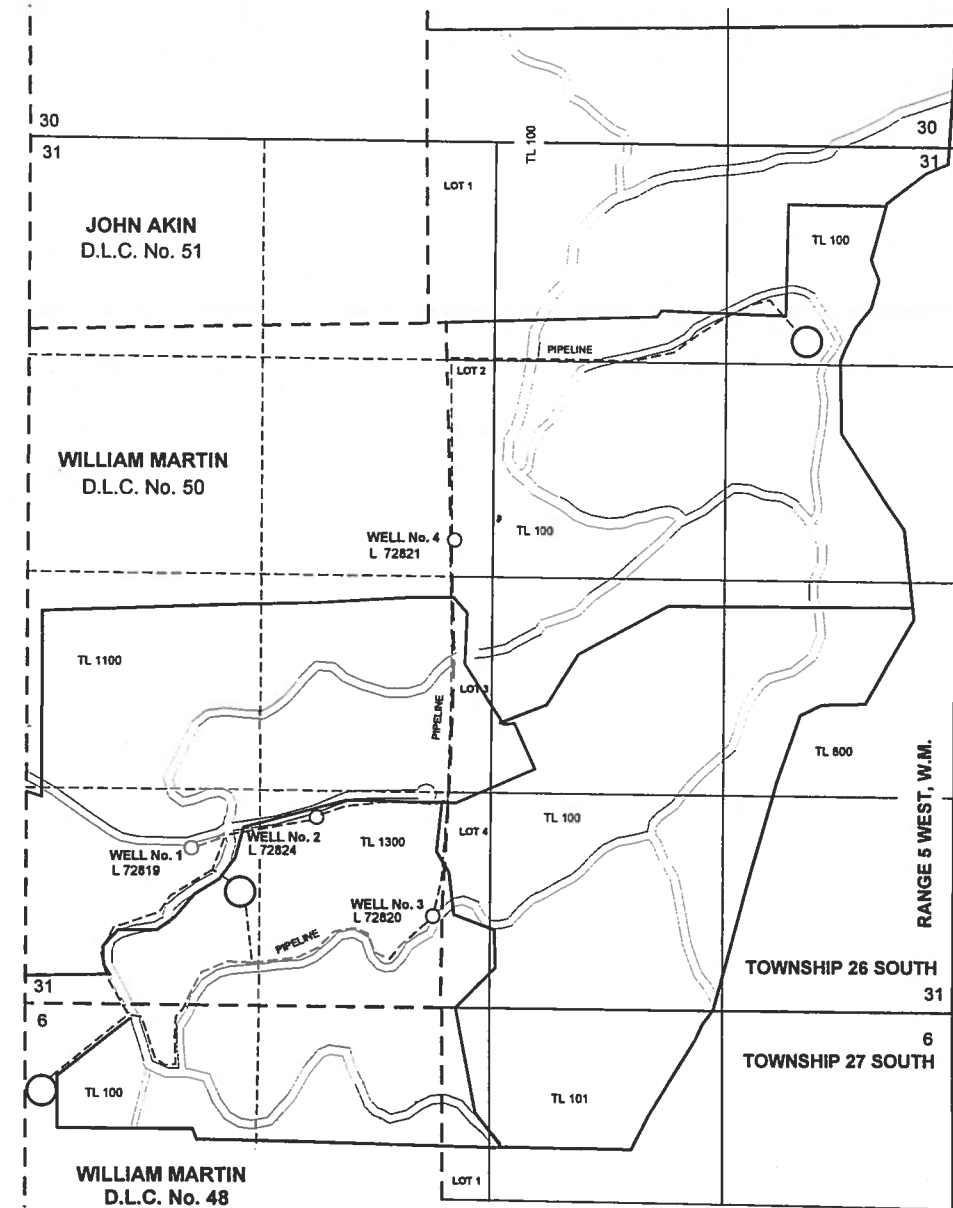 TL 100
30
31
30
31
LOT 1
JOHN AKIN
D.L.C. No. 51
TL 100
PIPELINE
LOT 2
WILLIAM MARTIN
D.L.C. No. 50
WELL No. 4
L 72821
TL 100
TL 1100
LOT 3
PIPELINE
TL 800
RANGE 5 WEST, W.M.
WELL No. 1
L 72819
WELL No. 2
L 72824
TL 1300
LOT 4
TL 100
WELL No. 3
L 72820
PIPELINE
TOWNSHIP 26 SOUTH
31
6
31
6
TOWNSHIP 27 SOUTH
TL 100
TL 101
WILLIAM MARTIN
D.L.C. No. 48
LOT 1